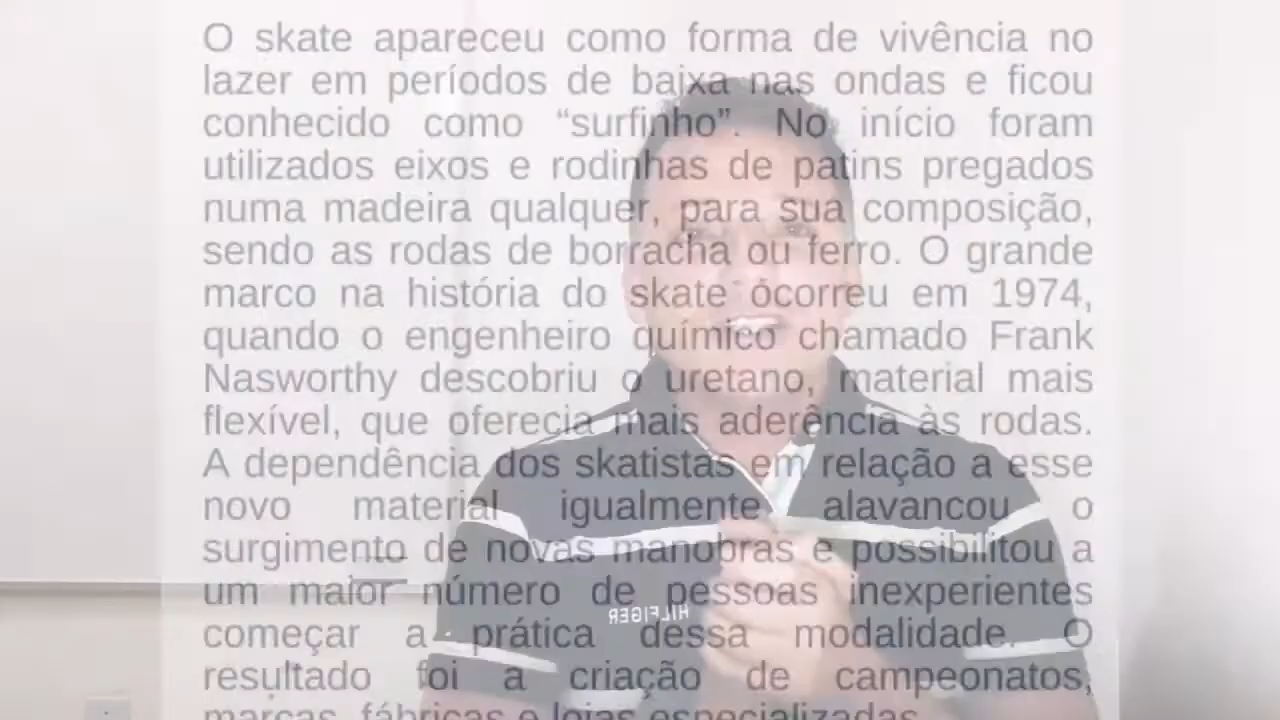 O skate apareceu como forma de vivência no
lazer em períodos de baixa nas ondas e ficou
conhecido como “surfinho”. No início foram
utilizados eixos e rodinhas de patins pregados
numa madeira qualquer, para sua composição,
sendo as rodas de borracha ou ferro. O grande
marco na história do skate ocorreu em 1974,
quando o engenheiro químico chamado Frank
Nasworthy descobriu o uretano, material mais
flexível, que oferecia mais aderência às rodas.
A dependência dos skatistas em relação a esse
novo material igualmente alavancou o
surgimento de novas manobras e possibilitou a
um maior número de pessoas inexperientes
começar a prática dessa modalidade. O
resultado foi a criação de campeonatos,
marcas, fábricas e lojas especializadas.
HILFIGER